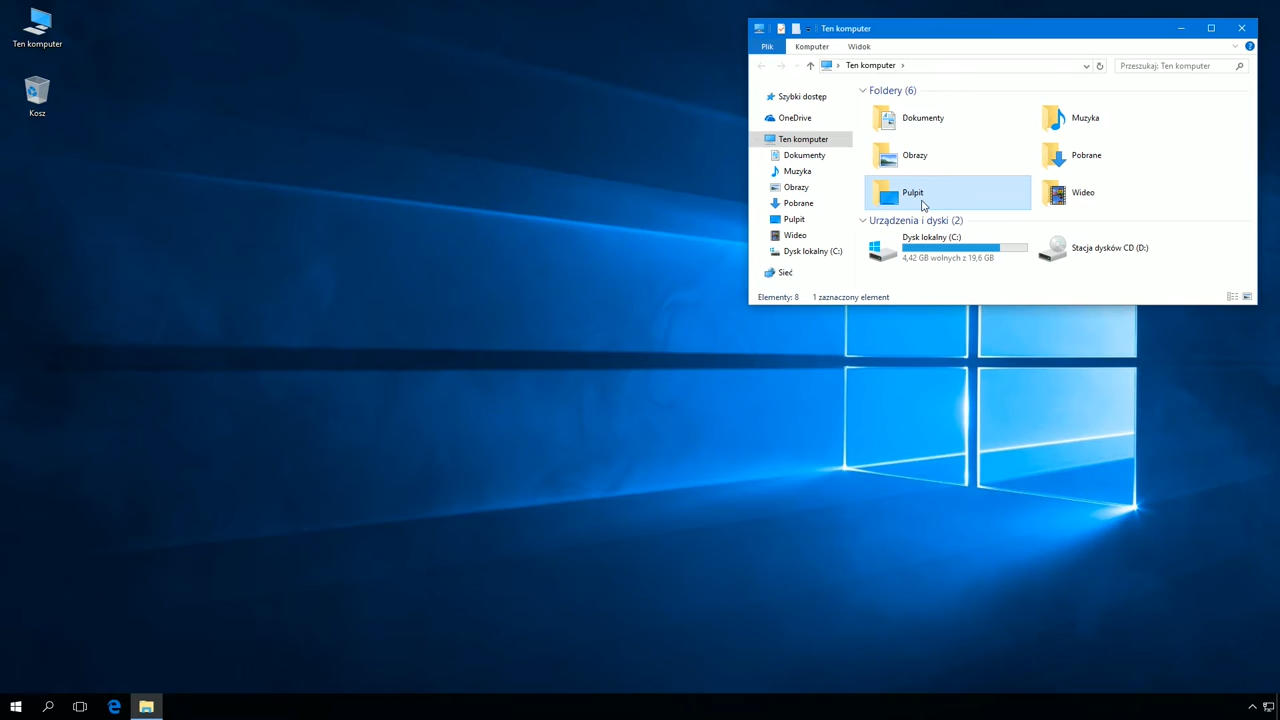 Ten komputer
Kosz
Ten komputer
Plik Komputer Widok
Ten komputer
Przeszukaj: Ten komputer
Szybki dostęp
OneDrive
Ten komputer
Dokumenty
Muzyka
Obrazy
Pobrane
Pulpit
Wideo
Dysk lokalny (C:)
Sieć
Foldery (6)
Dokumenty
Muzyka
Obrazy
Pobrane
Pulpit
Wideo
Urządzenia i dyski (2)
Dysk lokalny (C:)
4,42 GB wolnych z 19,6 GB
Stacja dysków CD (D:)
Elementy: 8 1 zaznaczony element